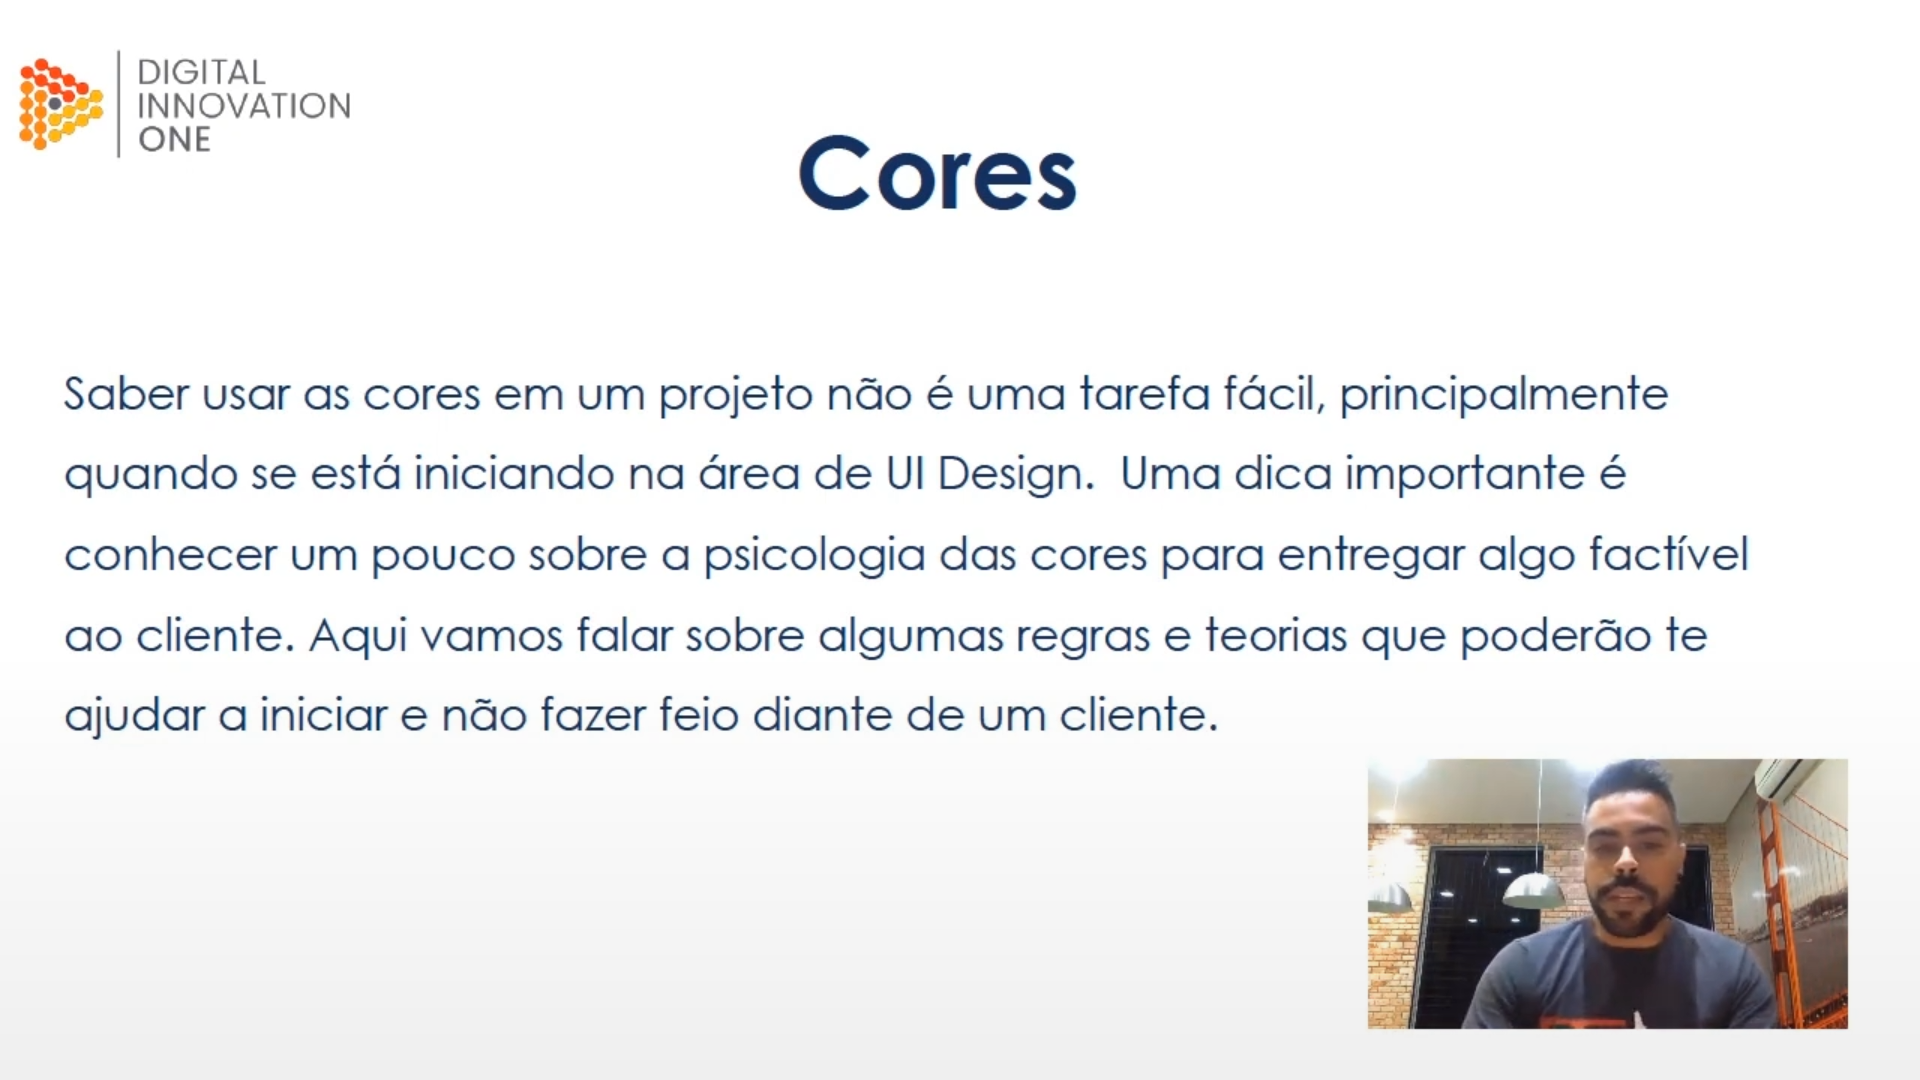 DIGITAL
INNOVATION
ONE
Cores
Saber usar as cores em um projeto não é uma tarefa fácil, principalmente
quando se está iniciando na área de UI Design.  Uma dica importante é
conhecer um pouco sobre a psicologia das cores para entregar algo factível
ao cliente. Aqui vamos falar sobre algumas regras e teorias que poderão te
ajudar a iniciar e não fazer feio diante de um cliente.